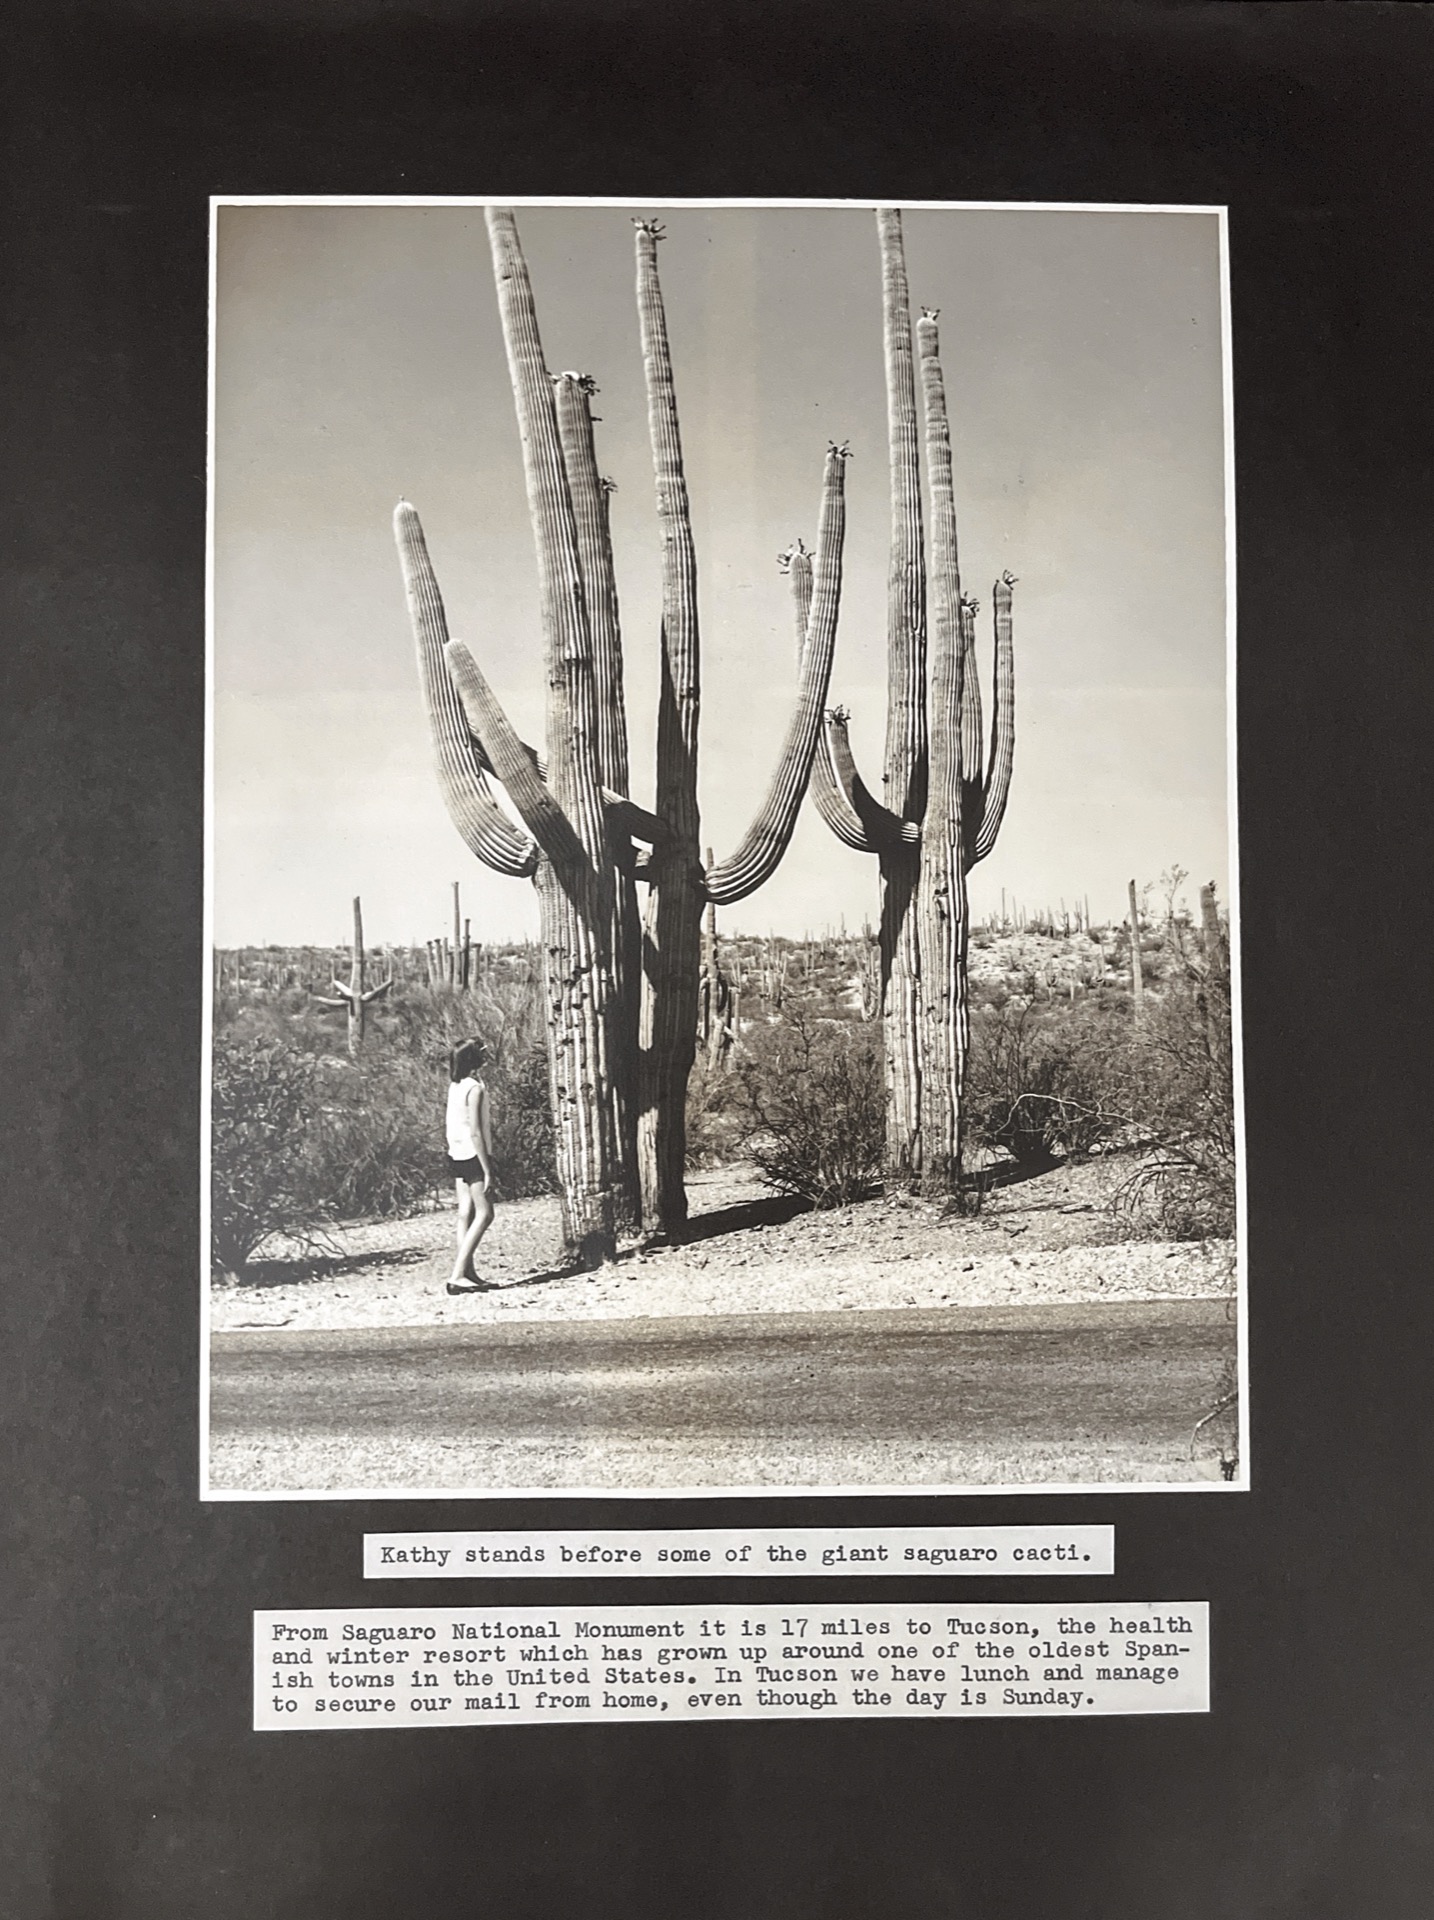 Kathy stands before some of the giant saguaro cacti.
From Saguaro National Monument it is 17 miles to Tucson, the health
and winter resort which has grown up around one of the oldest Span-
ish towns in the United States. In Tucson we have lunch and manage
to secure our mail from home, even though the day is Sunday.